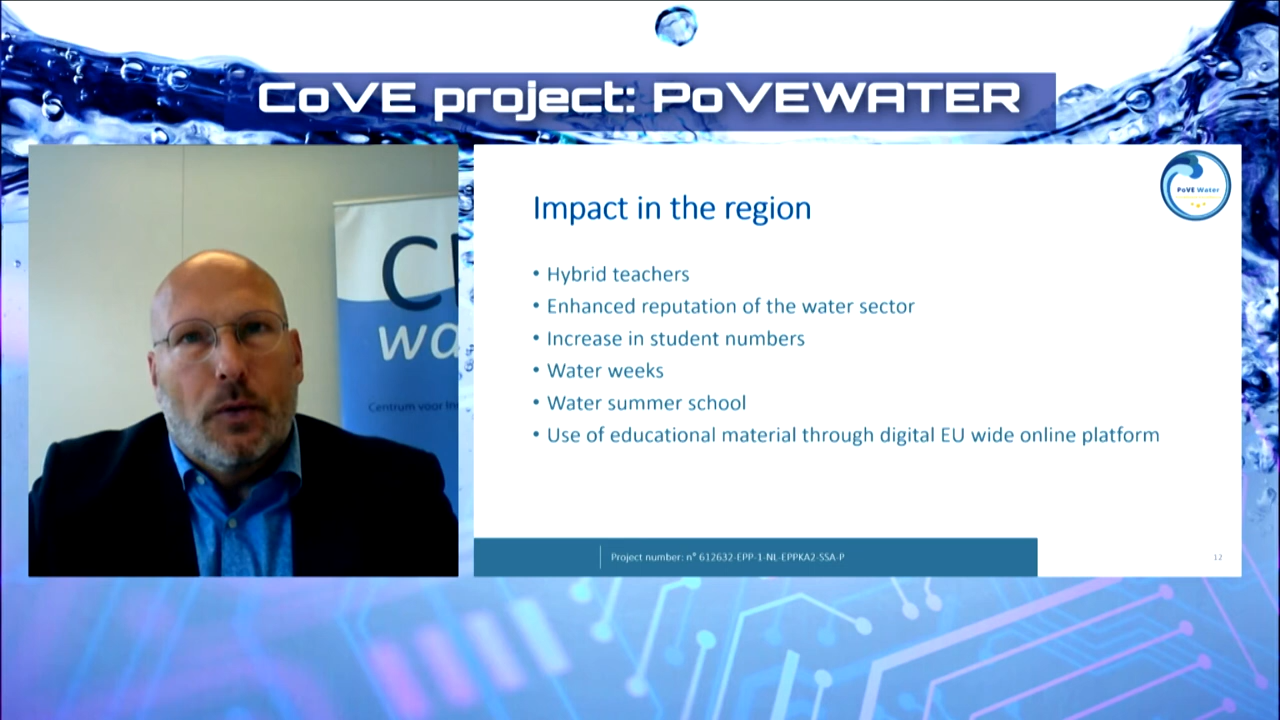 CoVE project: PoVEWATER
PoVE Water
Impact in the region
• Hybrid teachers
• Enhanced reputation of the water sector
• Increase in student numbers
• Water weeks
• Water summer school
• Use of educational material through digital EU wide online platform
Centrum voor
Project number: n° 612632-EPP-1-NL-EPPKA2-SSA-P
12